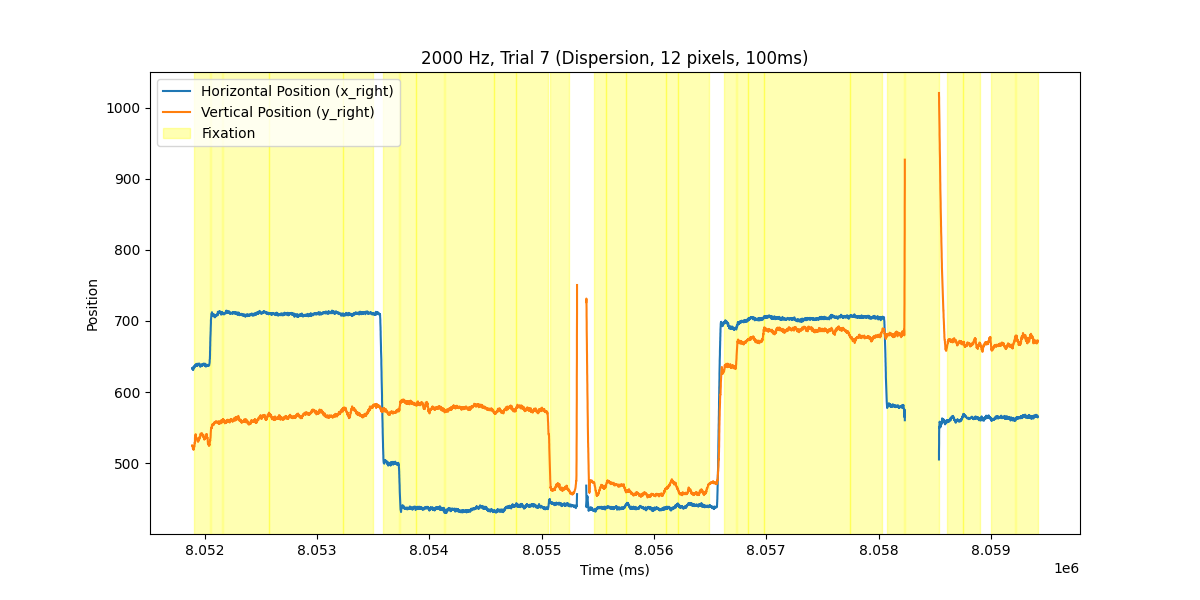 2000 Hz, Trial 7 (Dispersion, 12 pixels, 100ms)
Horizontal Position (x_right)
Vertical Position (y_right)
Fixation
Position
1000
900
800
700
600
500
8.052 8.053 8.054 8.055 8.056 8.057 8.058 8.059
1e6
Time (ms)